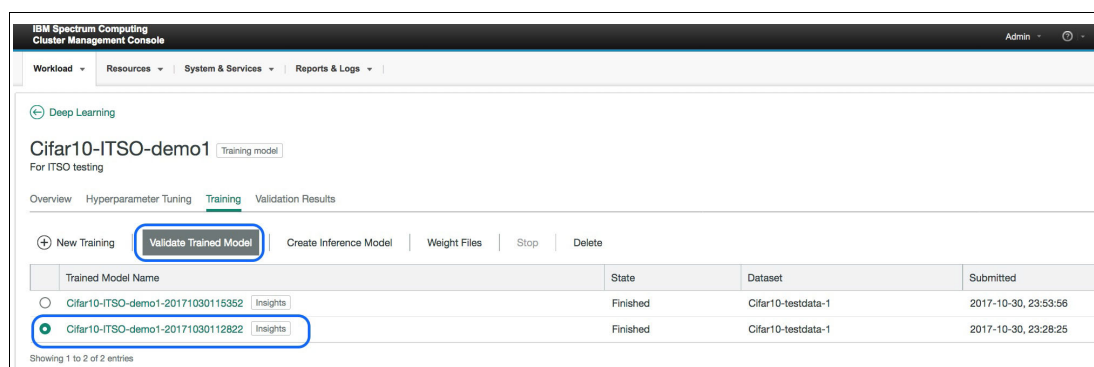 IBM Spectrum Computing
Cluster Management Console
Admin
?
Workload Resources System & Services Reports & Logs
Deep Learning
Cifar10-ITSO-demo1 Training model
For ITSO testing
Overview Hyperparameter Tuning Training Validation Results
New Training Validate Trained Model Create Inference Model Weight Files Stop Delete
Trained Model Name State Dataset Submitted
Cifar10-ITSO-demo1-20171030115352 Insights Finished Cifar10-testdata-1 2017-10-30, 23:53:56
Cifar10-ITSO-demo1-20171030112822 Insights Finished Cifar10-testdata-1 2017-10-30, 23:28:25
Showing 1 to 2 of 2 entries